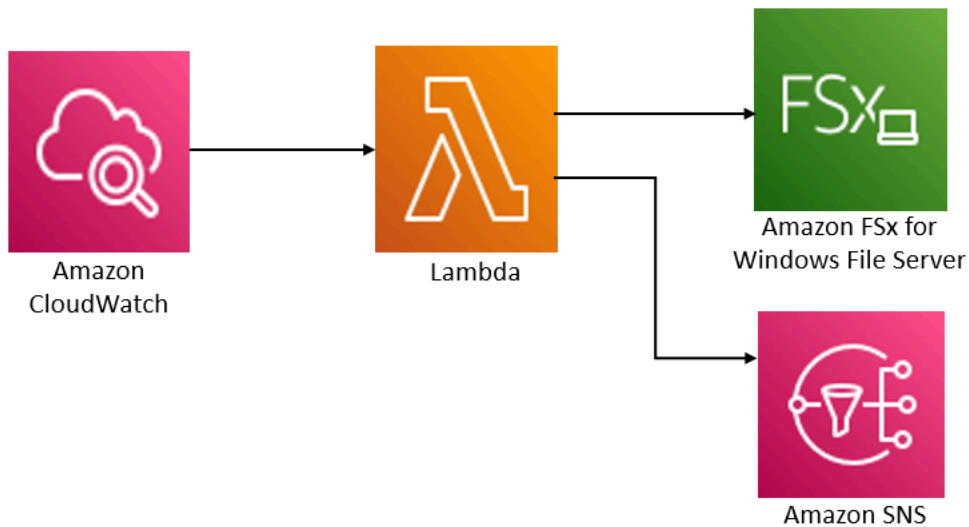 FSx
Amazon
CloudWatch
Lambda
Amazon FSx for
Windows File Server
Amazon SNS